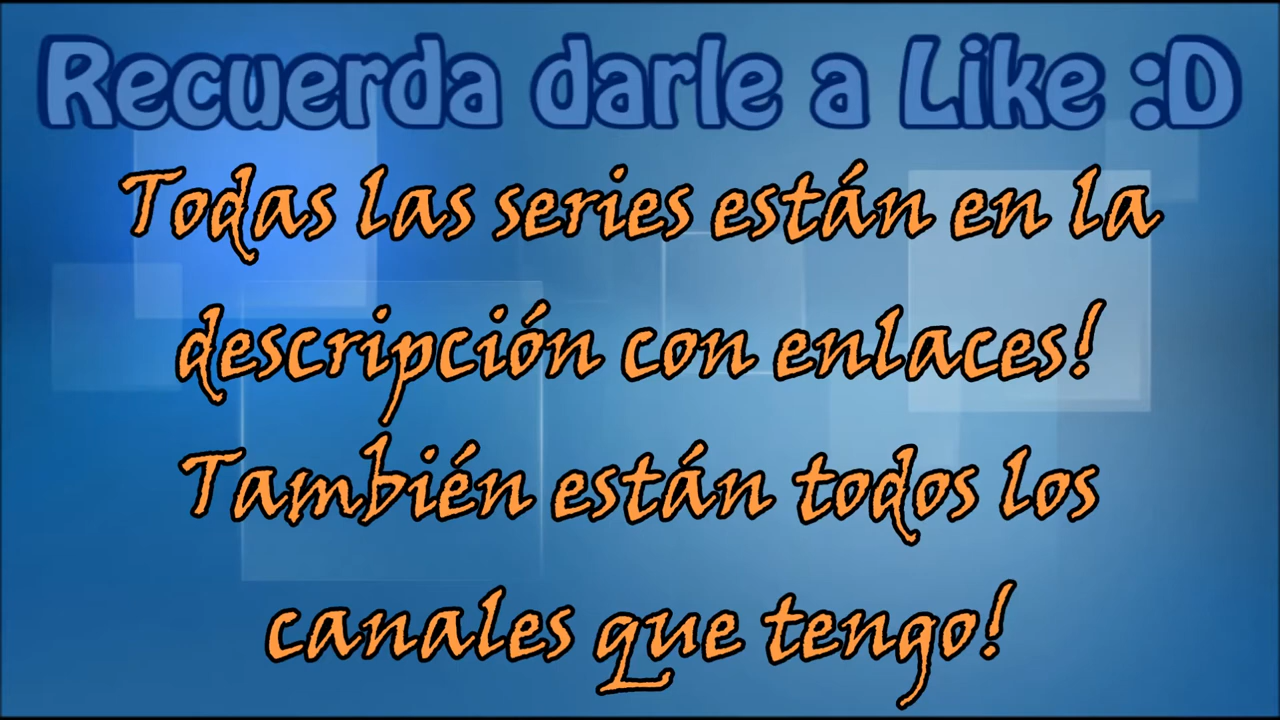 Recuerda darle a Like :D
Todas las series están en la
descripción con enlaces!
También están todos los
canales que tengo!